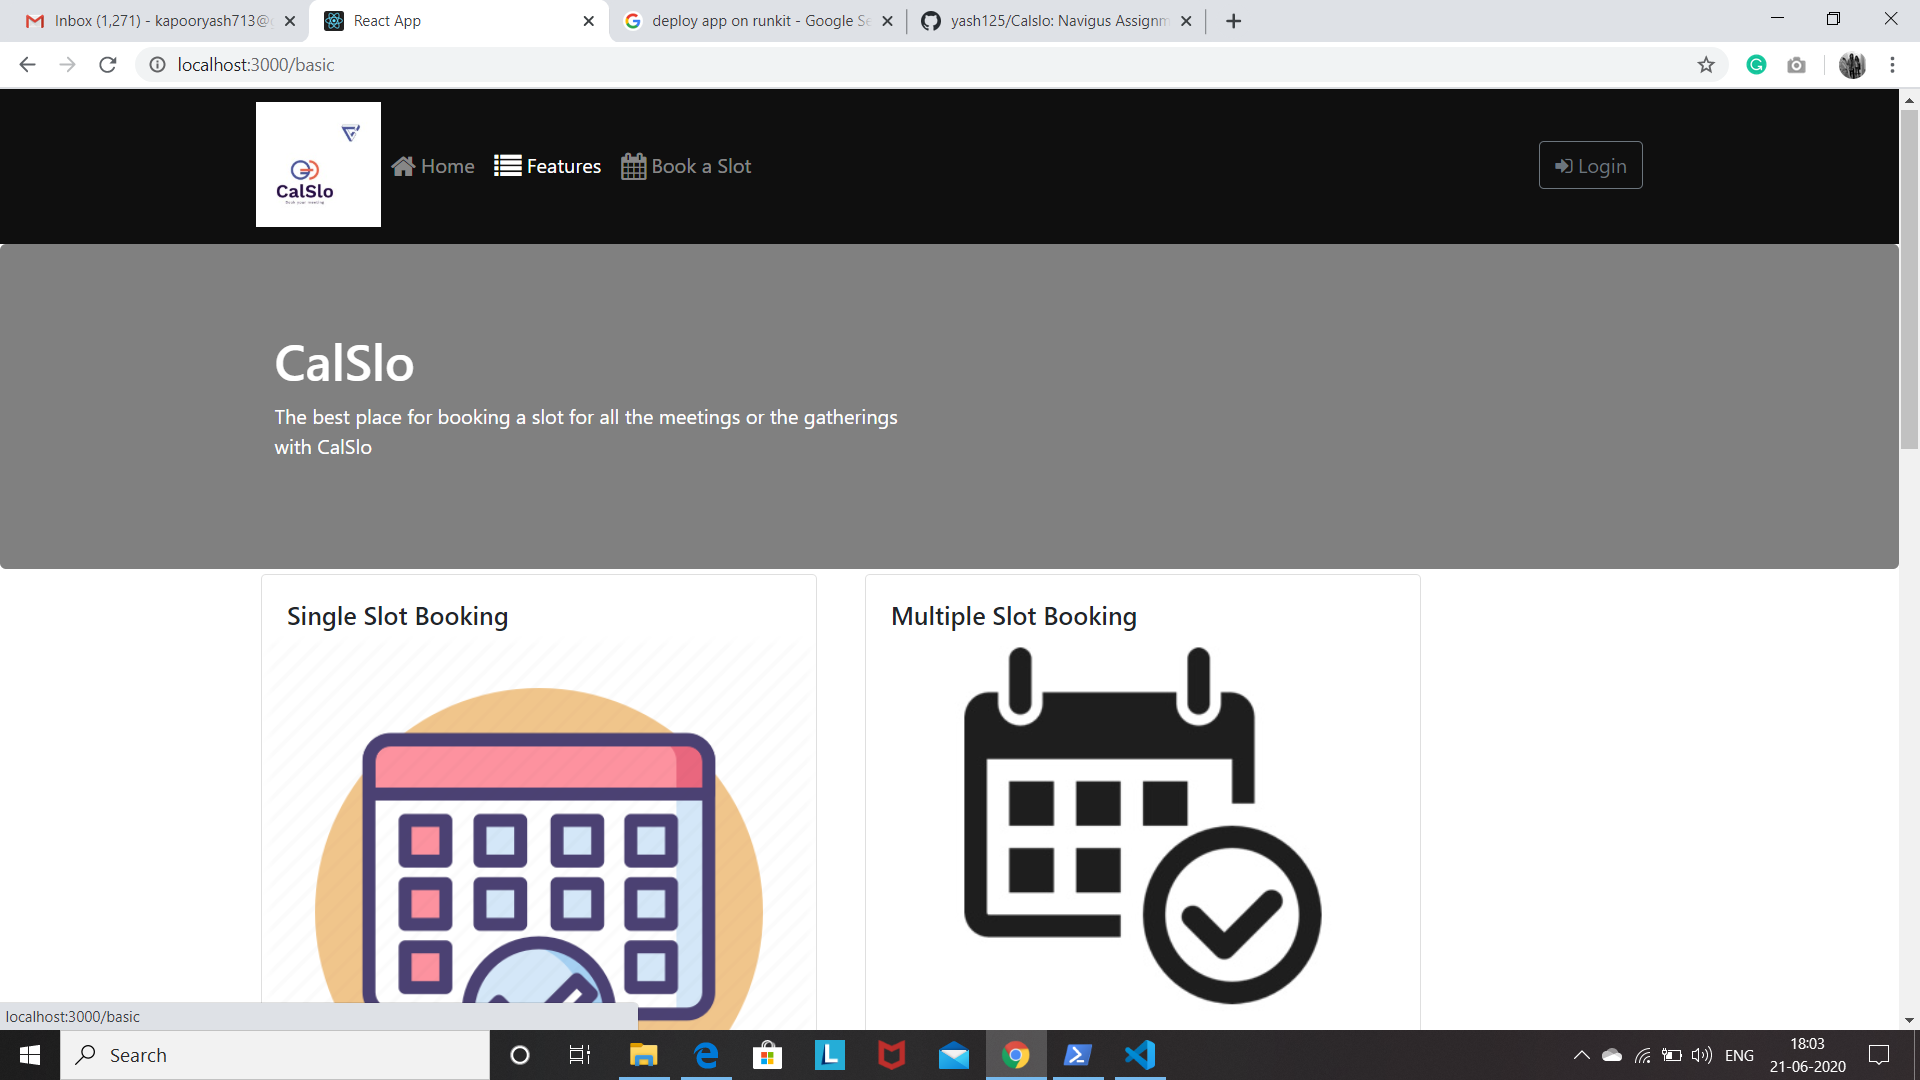 Inbox (1,271) - kapooryash713@
React App
deploy app on runkit - Google Se
yash125/Calslo: Navigus Assignm
localhost:3000/basic
CalSlo
Book your meeting
Home
Features
Book a Slot
Login
CalSlo
The best place for booking a slot for all the meetings or the gatherings
with CalSlo
Single Slot Booking
Multiple Slot Booking
localhost:3000/basic
Search
ENG
18:03
21-06-2020